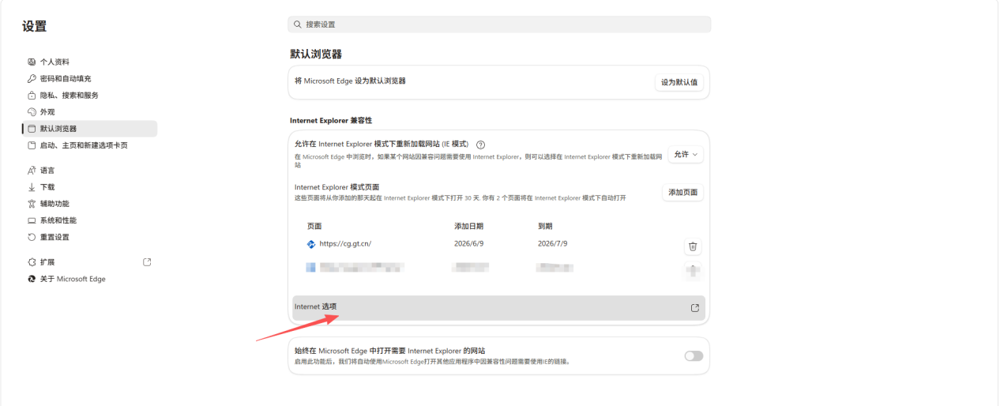 设置
搜索设置
个人资料
密码和自动填充
隐私、搜索和服务
外观
默认浏览器
启动、主页和新建选项卡页
语言
下载
辅助功能
系统和性能
重置设置
扩展
关于 Microsoft Edge
默认浏览器
将 Microsoft Edge 设为默认浏览器
设为默认值
Internet Explorer 兼容性
允许在 Internet Explorer 模式下重新加载网站 (IE 模式)
在 Microsoft Edge 中浏览时，如果某个网站因兼容问题需要使用 Internet Explorer，则可以选择在 Internet Explorer 模式下重新加载网
站
允许
Internet Explorer 模式页面
这些页面将从你添加的那天起在 Internet Explorer 模式下打开 30 天. 你有 2 个页面将在 Internet Explorer 模式下自动打开
添加页面
页面 添加日期 到期
https://cg.gt.cn/ 2026/6/9 2026/7/9
Internet 选项
始终在 Microsoft Edge 中打开需要 Internet Explorer 的网站
启用此功能后，我们将自动使用Microsoft Edge打开其他应用程序中因兼容性问题需要使用IE的链接。